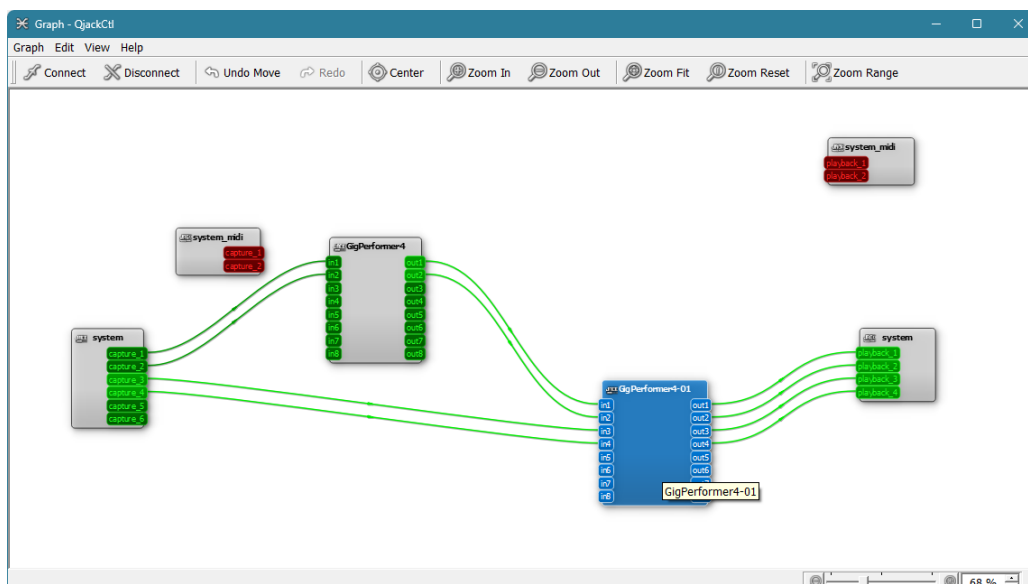 Graph - QjackCtl
Graph Edit View Help
Connect Disconnect Undo Move Redo Center Zoom In Zoom Out Zoom Fit Zoom Reset Zoom Range
system_midi
playback_1
playback_2
system_midi
capture_1
capture_2
GigPerformer4
in1 out1
in2 out2
in3 out3
in4 out4
in5 out5
in6 out6
in7 out7
in8 out8
system
capture_1
capture_2
capture_3
capture_4
capture_5
capture_6
system
playback_1
playback_2
playback_3
playback_4
GigPerformer4-01
in1 out1
in2 out2
in3 out3
in4 out4
in5 out5
in6 out6
in7
in8
GigPerformer4-01
68 %